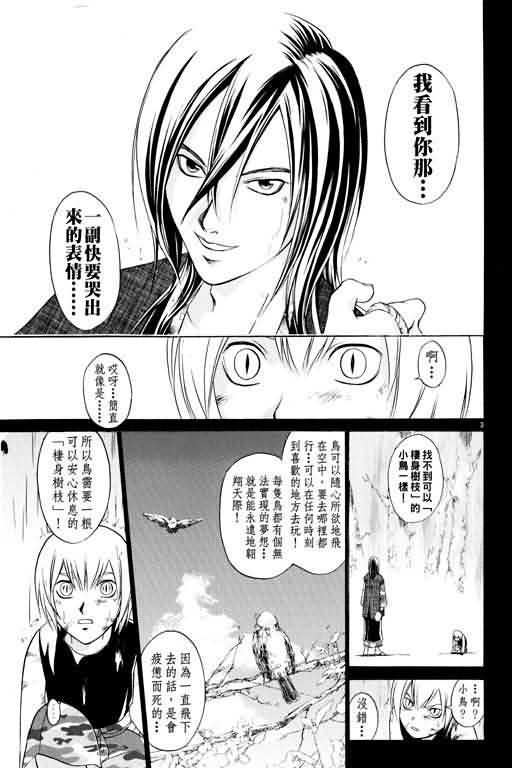 我看到你那…
一副快要哭出
來的表情……
啊…
哎呀…簡直
就像是……
找不到可以「
棲身樹枝」的
小鳥一樣！
鳥可以隨心所欲地飛
在空中，要去哪裡都
行…可以在任何時刻
到喜歡的地方去玩！
每隻鳥都有個無
法實現的夢想…
就是能永遠地翱
翔天際！
因為一直飛下
去的話，是會
疲憊而死的…
所以鳥需要一根
可以安心休息的
「棲身樹枝」！
…啊？
小鳥？
沒錯…
3